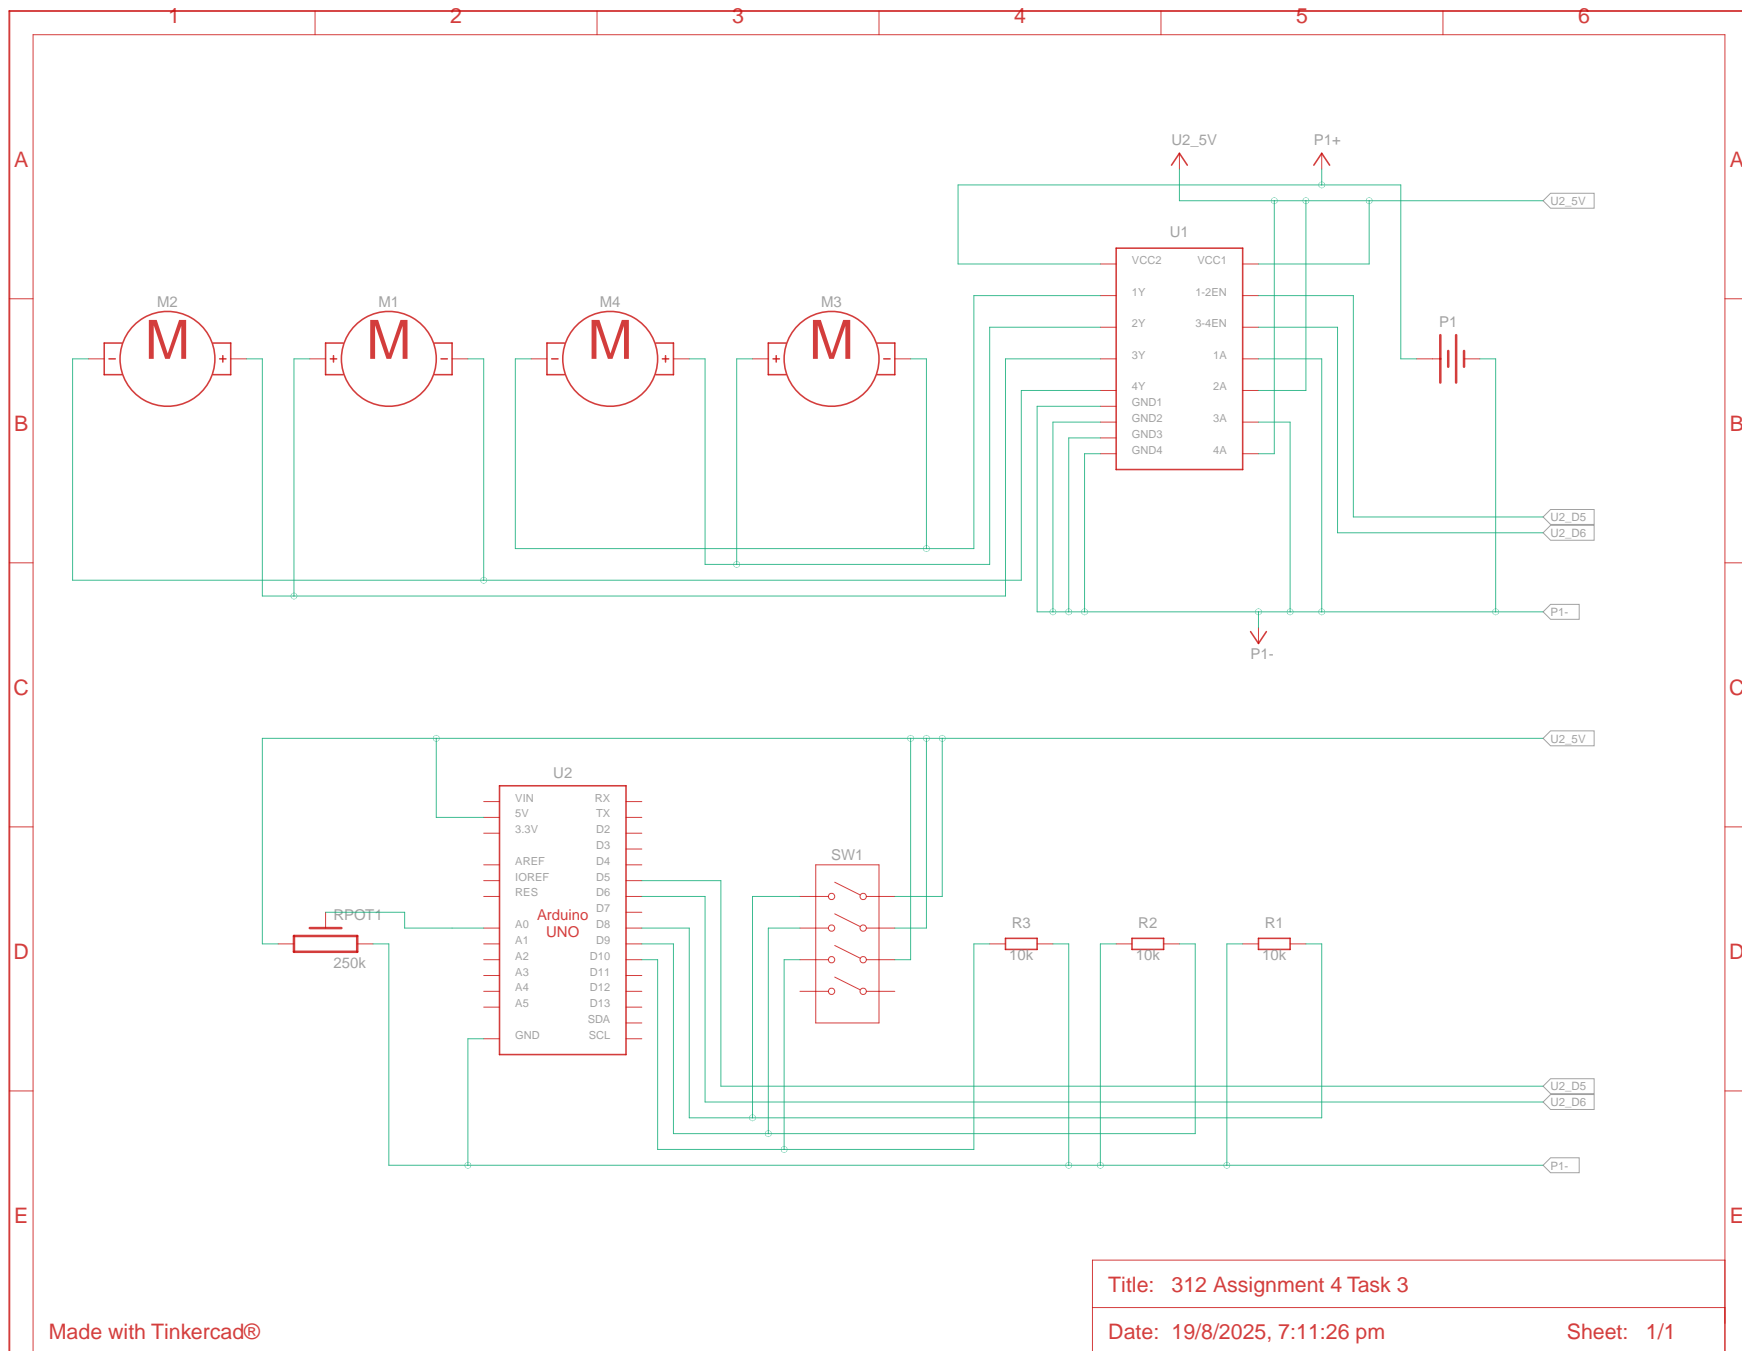 1 2 3 4 5 6
A A
U2_5V P1+
U2_5V
U1
VCC2 VCC1
1Y 1-2EN
2Y 3-4EN
3Y 1A
4Y 2A
GND1
GND2 3A
GND3
GND4 4A
M2 M1 M4 M3
M M M M
- + + - - + + -
P1
B B
U2_D5
U2_D6
P1-
P1-
C C
U2_5V
U2
VIN RX
5V TX
3.3V D2
D3
AREF D4
IOREF D5
RES D6
D7
A0 D8
A1 D9
A2 D10
A3 D11
A4 D12
A5 D13
SDA
GND SCL
Arduino
UNO
RPOT1
250k
SW1
R3 R2 R1
10k 10k 10k
D D
U2_D5
U2_D6
P1-
E E
Title: 312 Assignment 4 Task 3
Date: 19/8/2025, 7:11:26 pm Sheet: 1/1
Made with Tinkercad®